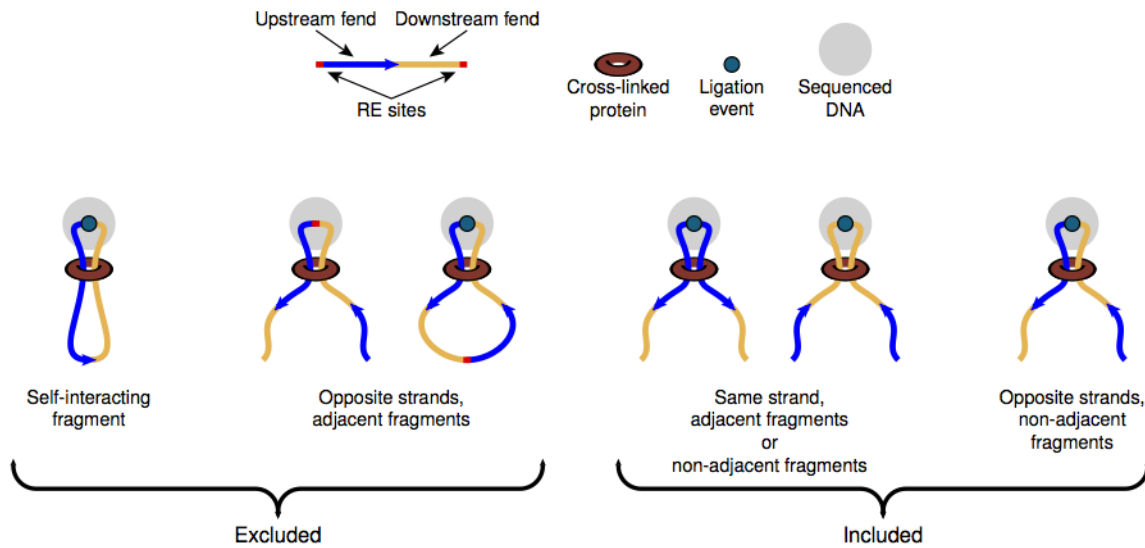 Upstream fend
Downstream fend
RE sites
Cross-linked
protein
Ligation
event
Sequenced
DNA
Self-interacting
fragment
Opposite strands,
adjacent fragments
Same strand,
adjacent fragments
or
non-adjacent fragments
Opposite strands,
non-adjacent
fragments
Excluded
Included